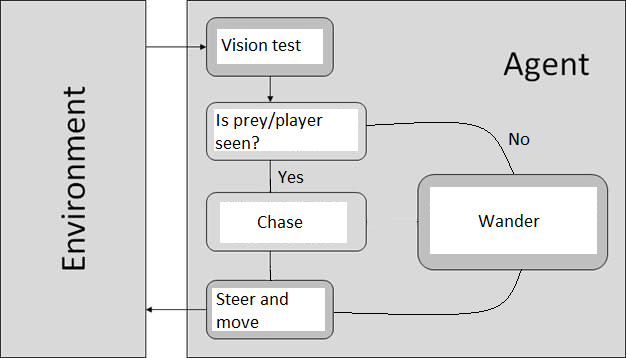 Environment
Agent
Vision test
Is prey/player
seen?
No
Yes
Chase
Wander
Steer and
move